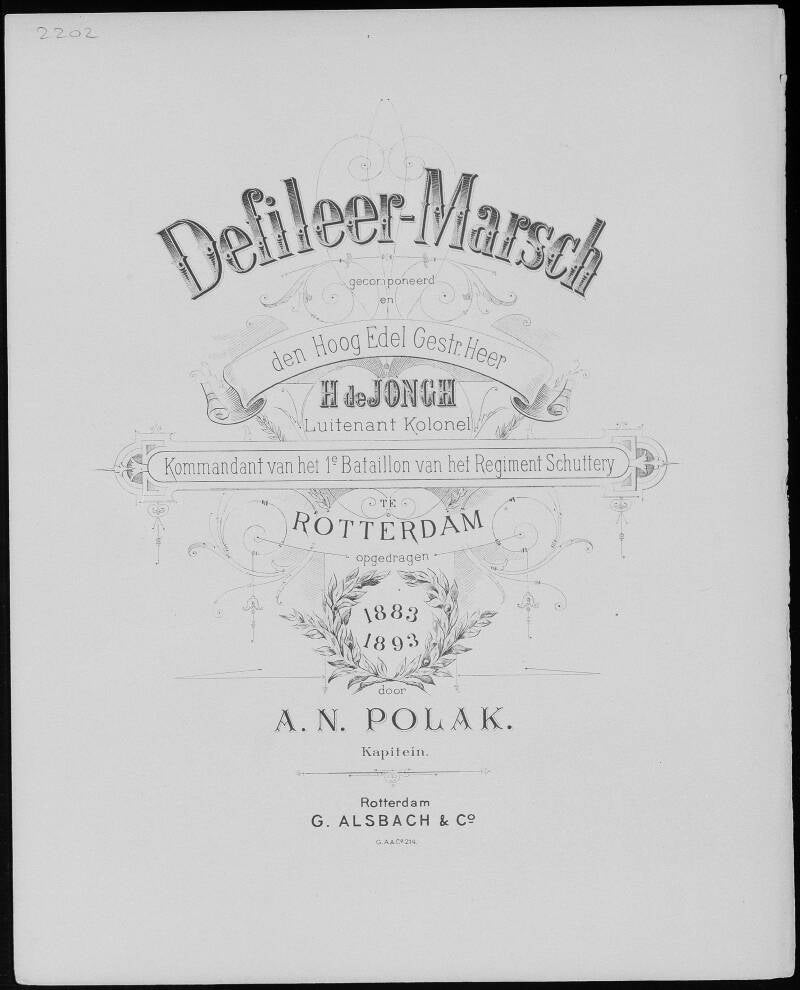 2202
Defileer-Marsch
gecomponeerd
en
den Hoog Edel Gestr. Heer
H de JONGH
Luitenant Kolonel
Kommandant van het 1e Bataillon van het Regiment Schuttery
TE
ROTTERDAM
opgedragen
1883
1893
door
A. N. POLAK.
Kapitein.
Rotterdam
G. ALSBACH & Co
G. A. & Co. 214.